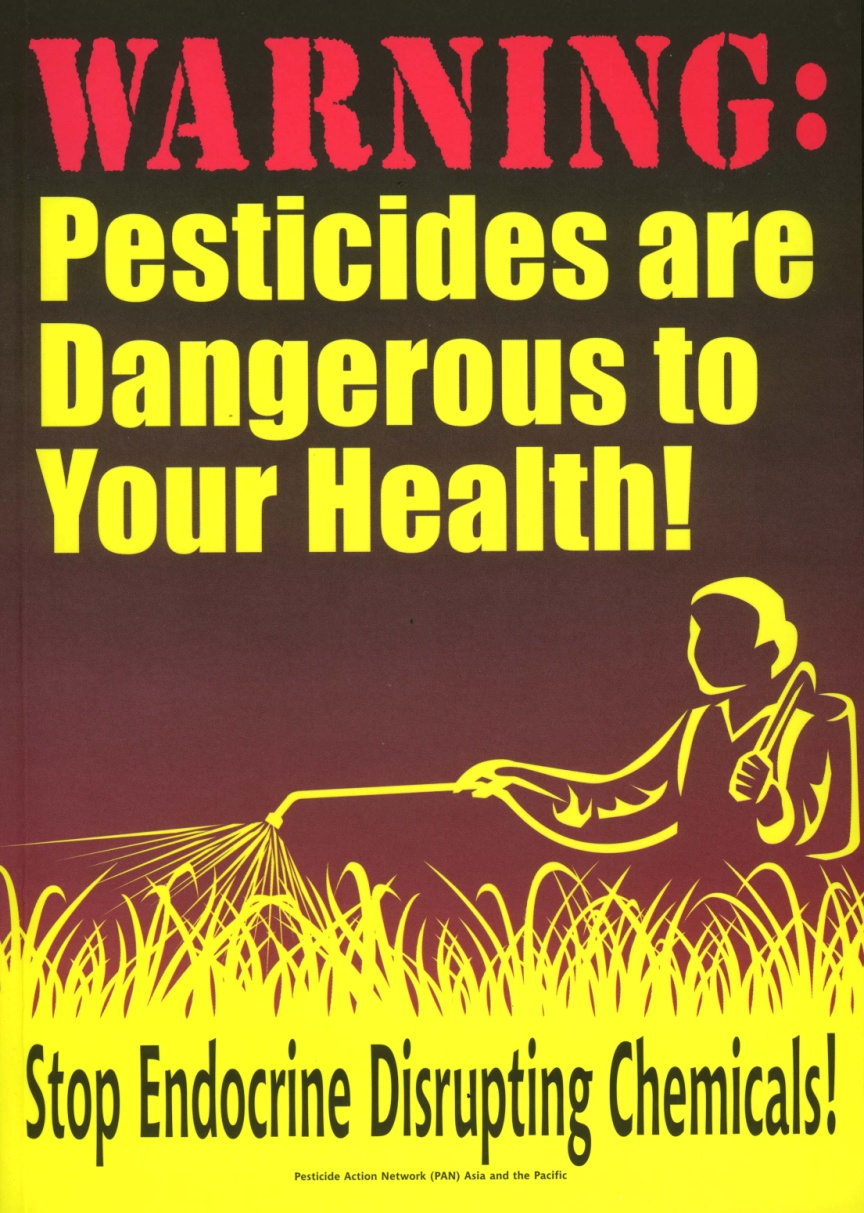 WARNING:
Pesticides are
Dangerous to
Your Health!
Stop Endocrine Disrupting Chemicals!
Pesticide Action Network (PAN) Asia and the Pacific